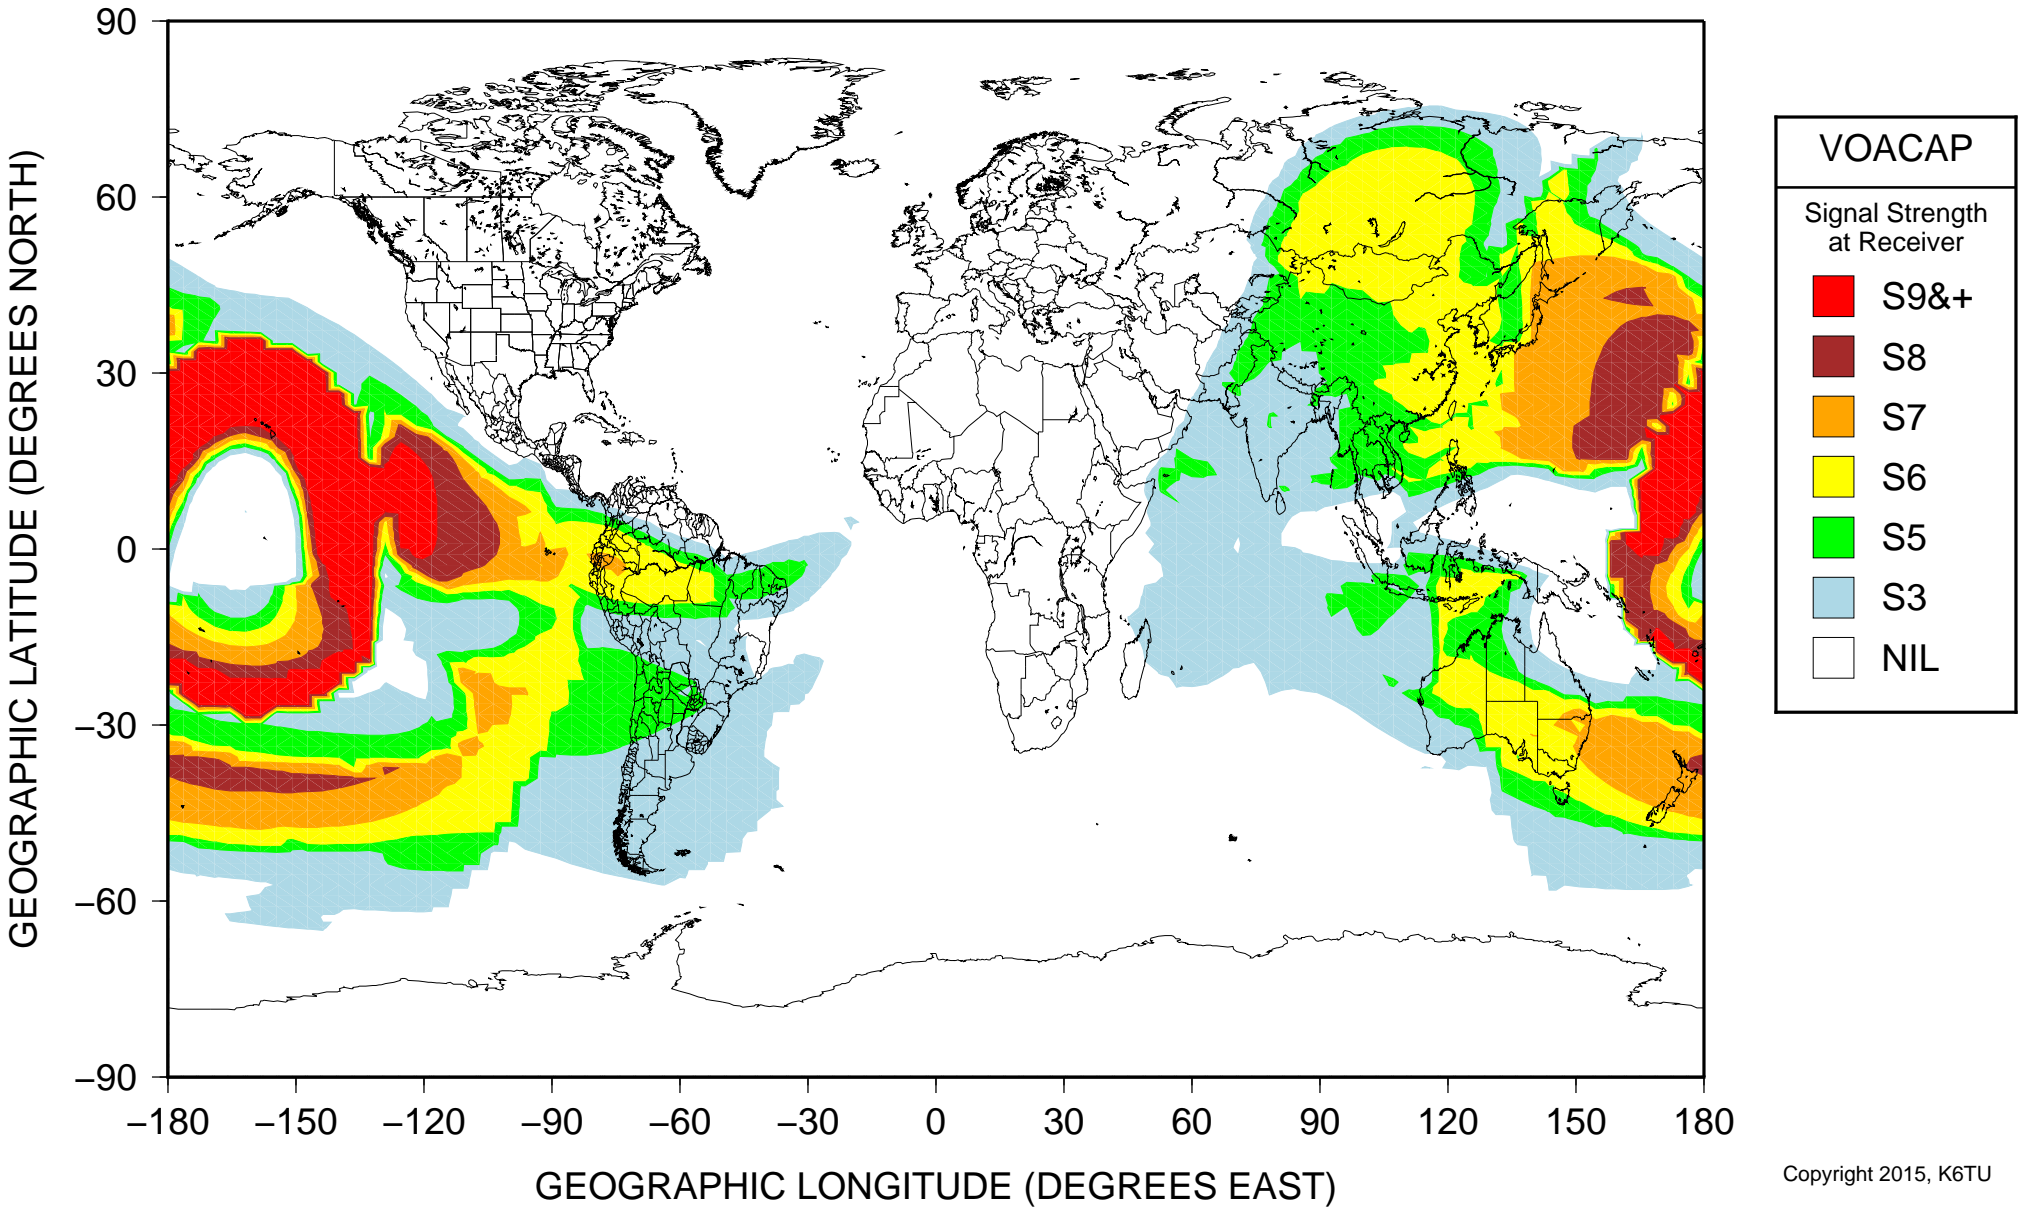 90
60
30
0
−30
−60
−90
GEOGRAPHIC LATITUDE (DEGREES NORTH)
−180 −150 −120 −90 −60 −30 0 30 60 90 120 150 180
GEOGRAPHIC LONGITUDE (DEGREES EAST)
VOACAP
Signal Strength
at Receiver
S9&+
S8
S7
S6
S5
S3
NIL
Copyright 2015, K6TU